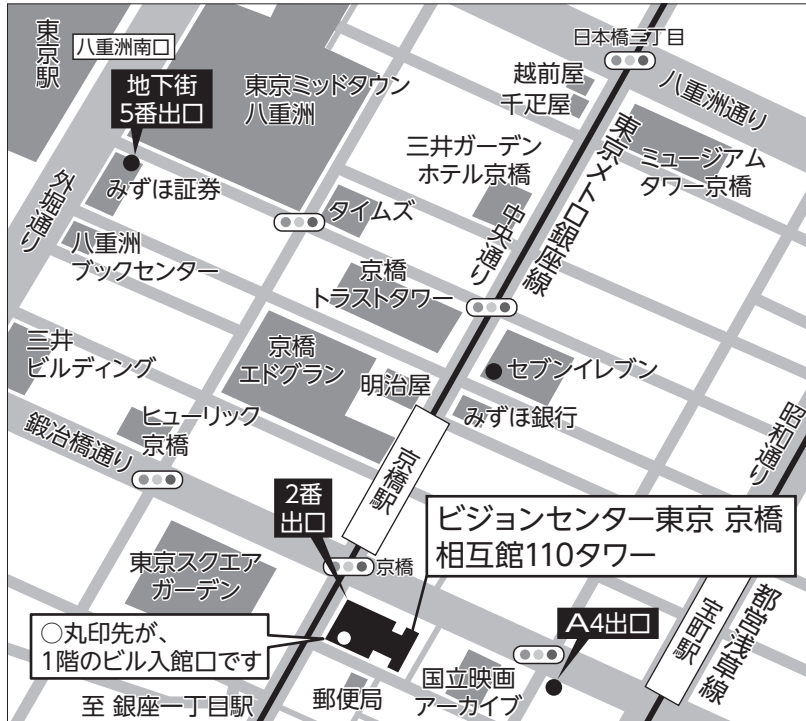 東京駅
八重洲南口
地下街
5番出口
東京ミッドタウン
八重洲
日本橋三丁目
越前屋
千疋屋
八重洲通り
三井ガーデン
ホテル京橋
東京メトロ銀座線
ミュージアム
タワー京橋
外堀通り
みずほ証券
タイムズ
中央通り
八重洲
ブックセンター
京橋
トラストタワー
三井
ビルディング
京橋
エドグラン
明治屋
セブンイレブン
みずほ銀行
昭和通り
ヒューリック
京橋
鍛冶橋通り
京橋駅
2番
出口
ビジョンセンター東京 京橋
相互館110タワー
京橋
東京スクエア
ガーデン
○丸印先が、
1階のビル入館口です
A4出口
宝町駅
都営浅草線
郵便局
国立映画
アーカイブ
至 銀座一丁目駅